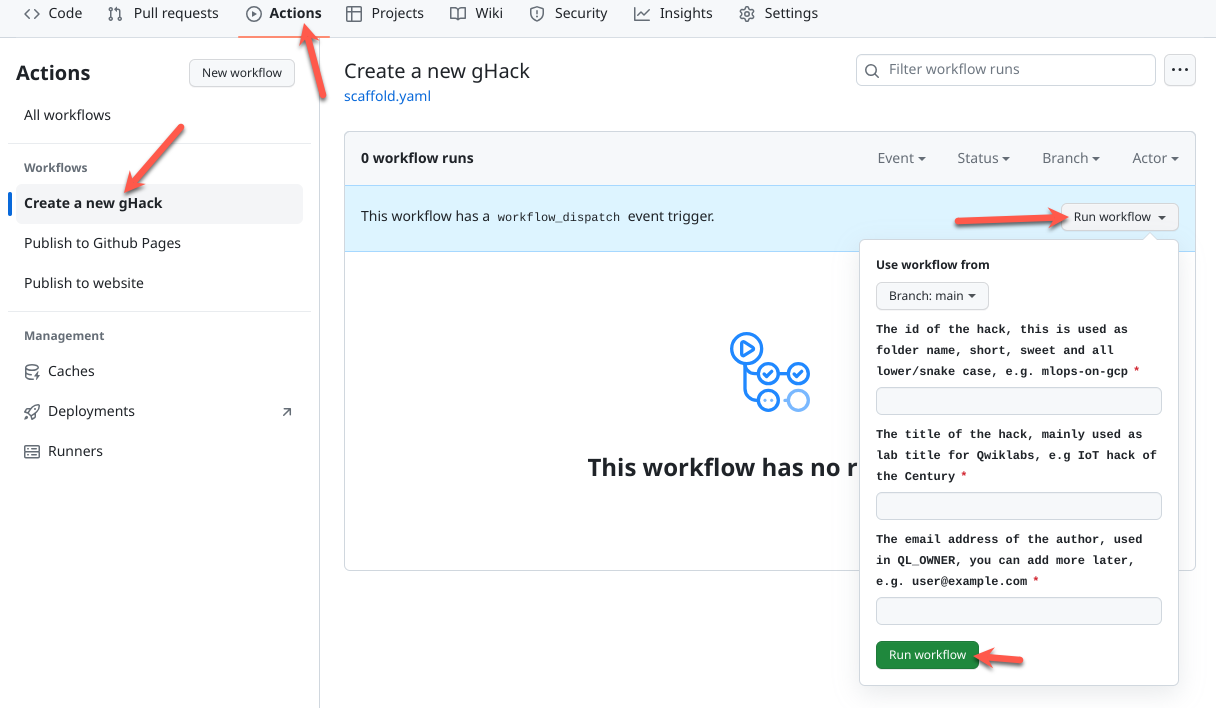 Code
Pull requests
Actions
Projects
Wiki
Security
Insights
Settings
Actions
New workflow
All workflows
Workflows
Create a new gHack
Publish to Github Pages
Publish to website
Management
Caches
Deployments
Runners
Create a new gHack
scaffold.yaml
Filter workflow runs
0 workflow runs
Event
Status
Branch
Actor
This workflow has a workflow_dispatch event trigger.
Run workflow
This workflow has no r
Use workflow from
Branch: main
The id of the hack, this is used as
folder name, short, sweet and all
lower/snake case, e.g. mlops-on-gcp *
The title of the hack, mainly used as
lab title for Qwiklabs, e.g IoT hack of
the Century *
The email address of the author, used
in QL_OWNER, you can add more later,
e.g. user@example.com *
Run workflow